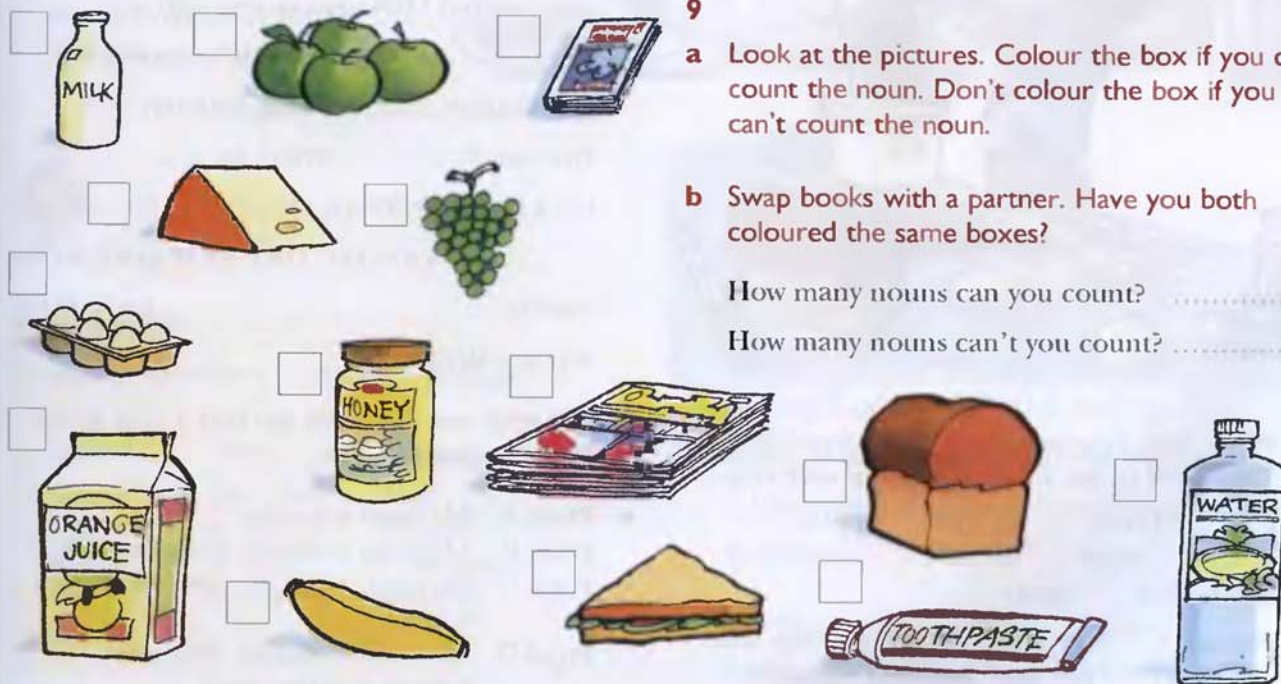 MILK
9
a Look at the pictures. Colour the box if you
count the noun. Don't colour the box if you
can't count the noun.
b Swap books with a partner. Have you both
coloured the same boxes?
How many nouns can you count? ..........
How many nouns can't you count? ..........
HONEY
ORANGE
JUICE
WATER
TOOTHPASTE